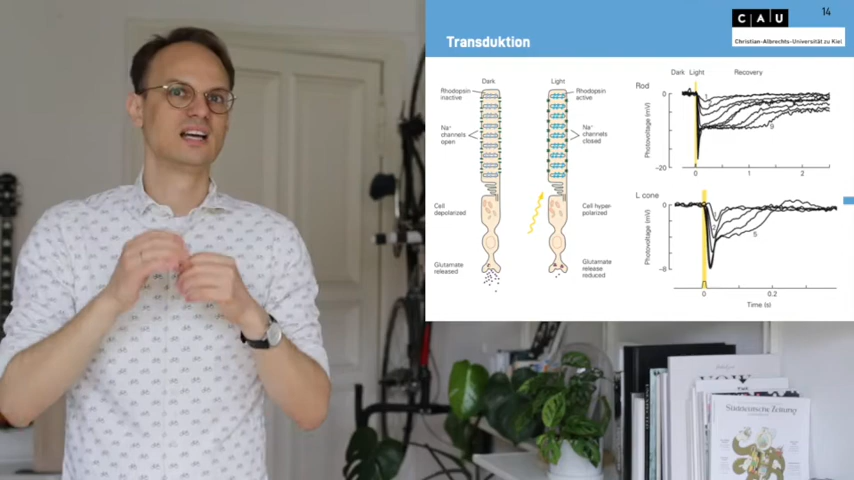 14
CAU
Christian-Albrechts-Universität zu Kiel
Transduktion
Dark
Light
Rhodopsin
inactive
Rhodopsin
active
Na⁺
channels
open
Na⁺
channels
closed
Cell
depolarized
Cell hyper-
polarized
Glutamate
released
Glutamate
release
reduced
Dark Light Recovery
Rod
Photovoltage (mV)
0
–20
1
9
0 1 2
L cone
Photovoltage (mV)
0
–8
5
0 0.2
Time (s)
Süddeutsche Zeitung